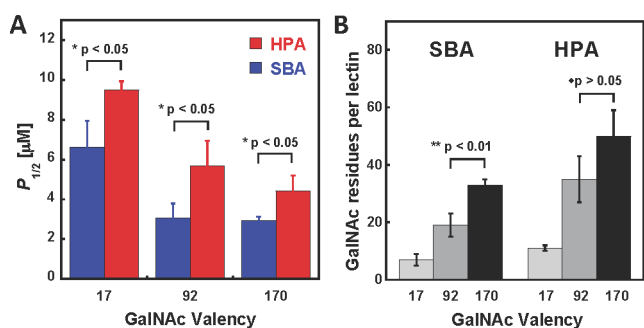 A
HPA
SBA
* p < 0.05
* p < 0.05
* p < 0.05
P1/2 [μM]
12
10
8
6
4
2
0
17 92 170
GalNAc Valency
B
SBA HPA
◆p > 0.05
** p < 0.01
GalNAc residues per lectin
80
60
40
20
0
17 92 170 17 92 170
GalNAc Valency